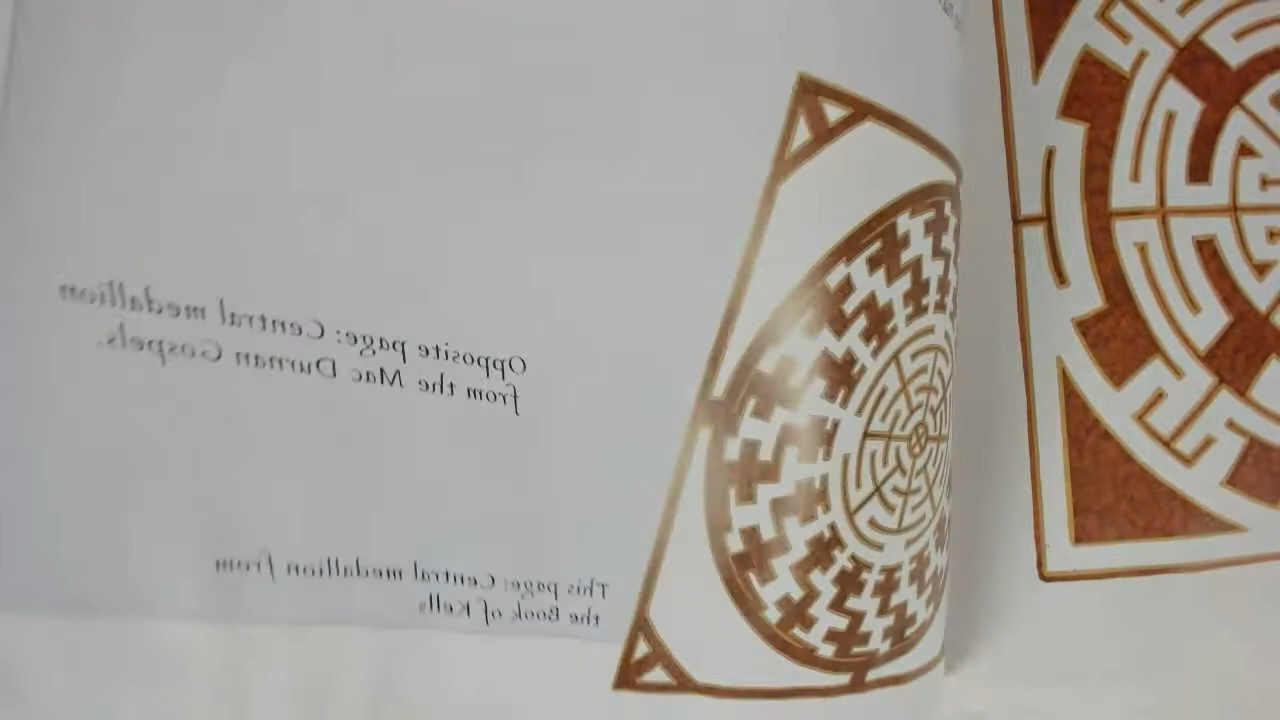 Opposite page: Central medallion
from the Mac Durnan Gospels.
This page: Central medallion from
the Book of Kells